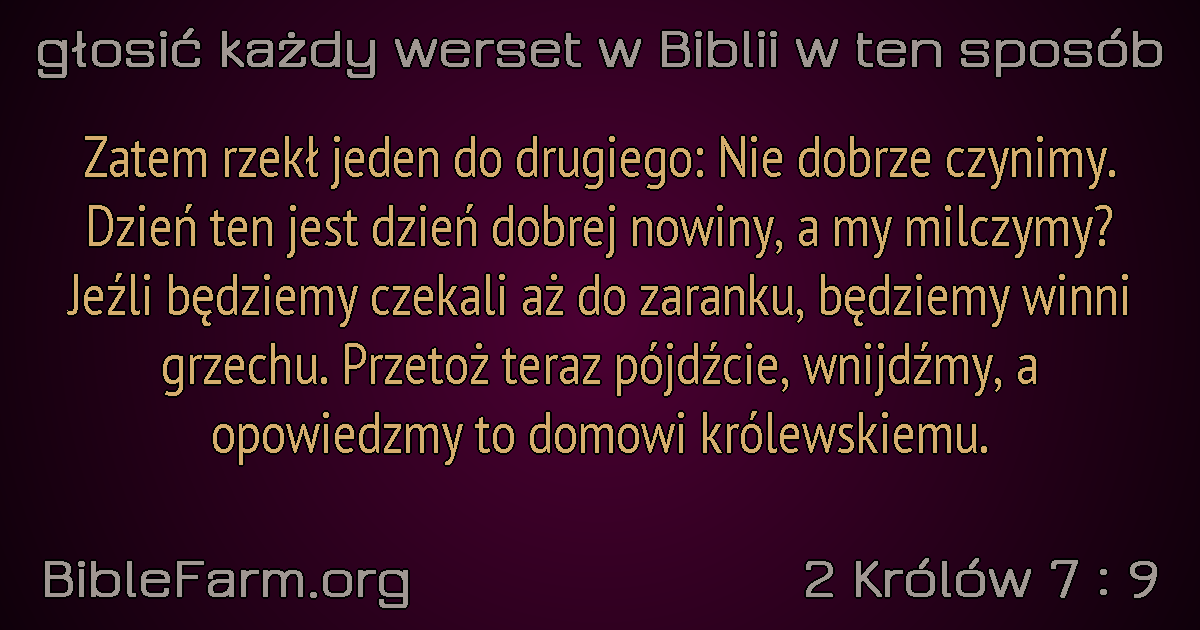 głosić każdy werset w Biblii w ten sposób
Zatem rzekł jeden do drugiego: Nie dobrze czynimy.
Dzień ten jest dzień dobrej nowiny, a my milczymy?
Jeźli będziemy czekali aż do zaranku, będziemy winni
grzechu. Przetoż teraz pójdźcie, wnijdźmy, a
opowiedzmy to domowi królewskiemu.
BibleFarm.org
2 Królów 7 : 9